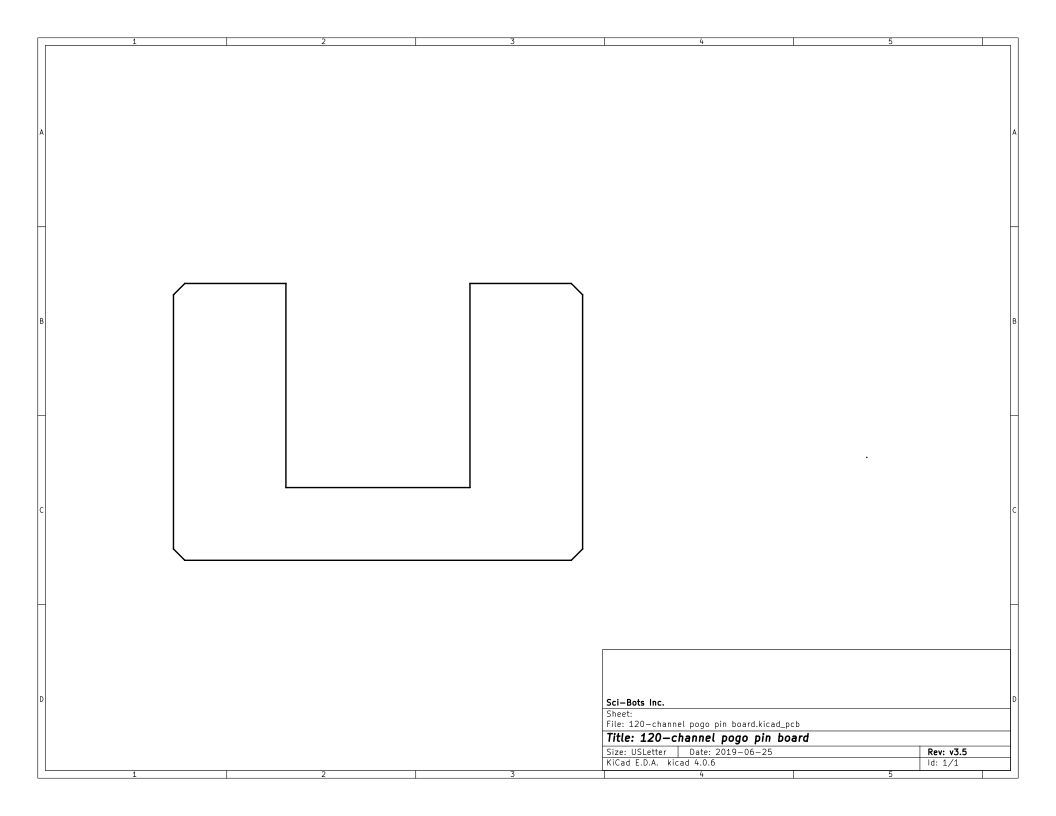 1 2 3 4 5
A A
B B
C C
D D
Sci-Bots Inc.
Sheet:
File: 120-channel pogo pin board.kicad_pcb
Title: 120-channel pogo pin board
Size: USLetter Date: 2019-06-25 Rev: v3.5
KiCad E.D.A. kicad 4.0.6 Id: 1/1
1 2 3 4 5